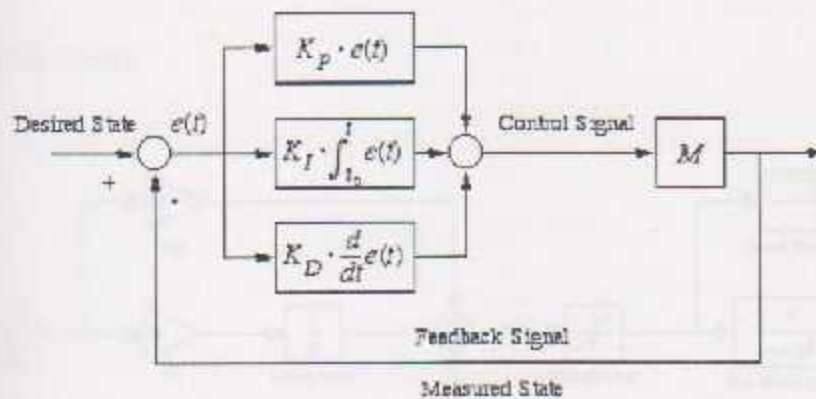 K_P · e(t)
Desired State
e(t)
Control Signal
+
-
K_I · ∫_{t_0}^{t} e(t)
M
K_D · d/dt e(t)
Feedback Signal
Measured State